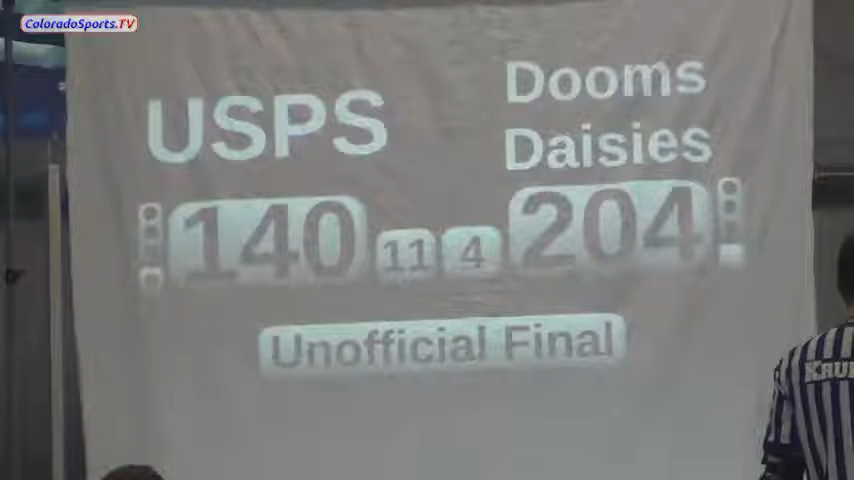 ColoradoSports.TV
USPS
Dooms
Daisies
140 11 4 204
Unofficial Final